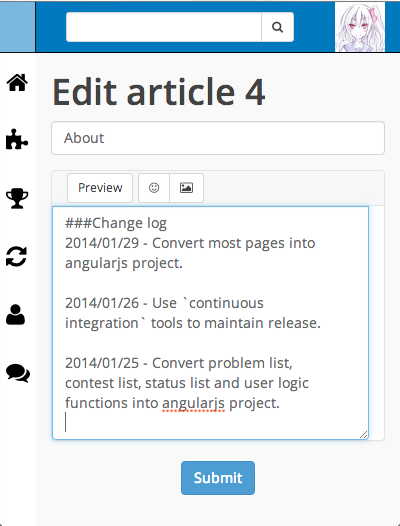 Edit article 4
About
Preview
###Change log
2014/01/29 - Convert most pages into
angularjs project.
2014/01/26 - Use `continuous
integration` tools to maintain release.
2014/01/25 - Convert problem list,
contest list, status list and user logic
functions into angularjs project.
Submit